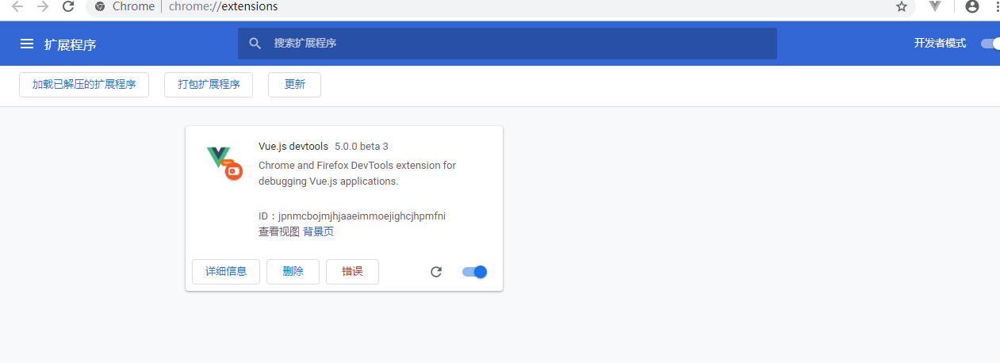 Chrome | chrome://extensions
扩展程序 搜索扩展程序 开发者模式
加载已解压的扩展程序 打包扩展程序 更新
Vue.js devtools 5.0.0 beta 3
Chrome and Firefox DevTools extension for
debugging Vue.js applications.
ID：jpnmcbojmjhjaaeimmoejighcjhpmfni
查看视图 背景页
详细信息 删除 错误